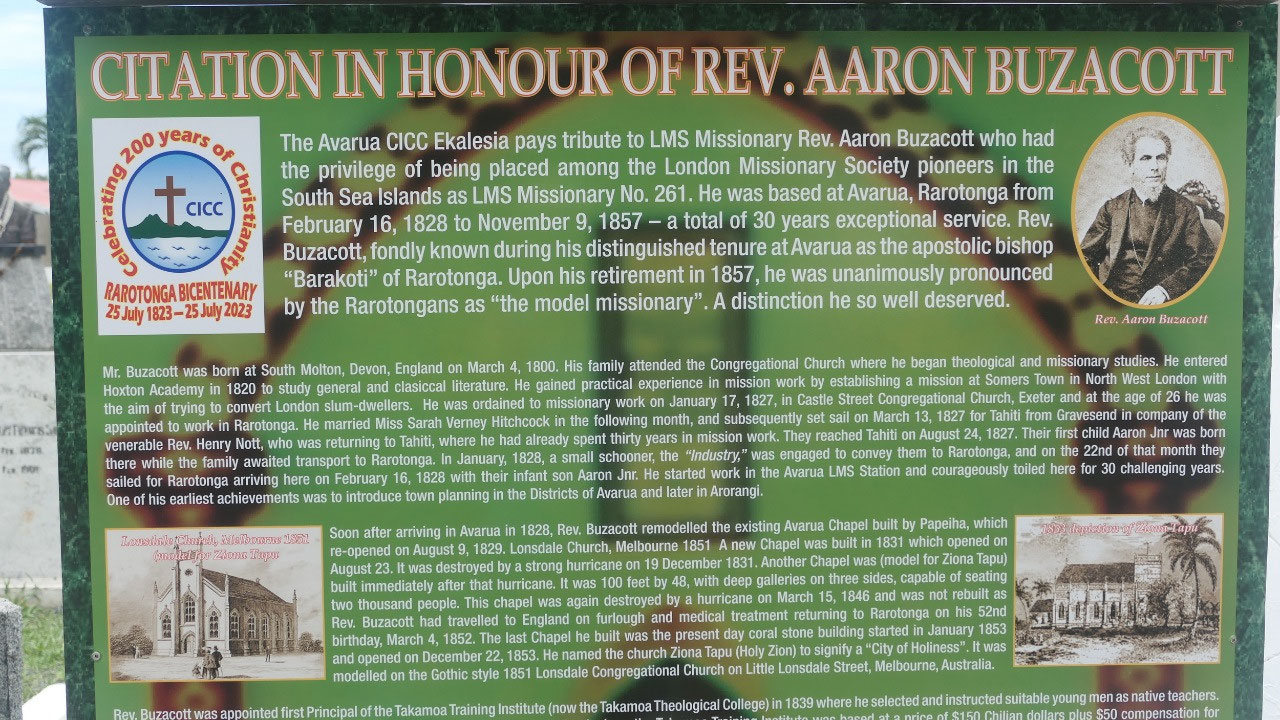 CITATION IN HONOUR OF REV. AARON BUZACOTT
Celebrating 200 years of Christianity
CICC
RAROTONGA BICENTENARY
25 July 1823 – 25 July 2023
The Avarua CICC Ekalesia pays tribute to LMS Missionary Rev. Aaron Buzacott who had
the privilege of being placed among the London Missionary Society pioneers in the
South Sea Islands as LMS Missionary No. 261. He was based at Avarua, Rarotonga from
February 16, 1828 to November 9, 1857 – a total of 30 years exceptional service. Rev.
Buzacott, fondly known during his distinguished tenure at Avarua as the apostolic bishop
“Barakoti” of Rarotonga. Upon his retirement in 1857, he was unanimously pronounced
by the Rarotongans as “the model missionary”. A distinction he so well deserved.
Rev. Aaron Buzacott
Mr. Buzacott was born at South Molton, Devon, England on March 4, 1800. His family attended the Congregational Church where he began theological and missionary studies. He entered
Hoxton Academy in 1820 to study general and clasiccal literature. He gained practical experience in mission work by establishing a mission at Somers Town in North West London with
the aim of trying to convert London slum-dwellers. He was ordained to missionary work on January 17, 1827, in Castle Street Congregational Church, Exeter and at the age of 26 he was
appointed to work in Rarotonga. He married Miss Sarah Verney Hitchcock in the following month, and subsequently set sail on March 13, 1827 for Tahiti from Gravesend in company of the
venerable Rev. Henry Nott, who was returning to Tahiti, where he had already spent thirty years in mission work. They reached Tahiti on August 24, 1827. Their first child Aaron Jnr was born
there while the family awaited transport to Rarotonga. In January, 1828, a small schooner, the “Industry,” was engaged to convey them to Rarotonga, and on the 22nd of that month they
sailed for Rarotonga arriving here on February 16, 1828 with their infant son Aaron Jnr. He started work in the Avarua LMS Station and courageously toiled here for 30 challenging years.
One of his earliest achievements was to introduce town planning in the Districts of Avarua and later in Arorangi.
Lonsdale Church, Melbourne 1851
(model for Ziona Tapu
Soon after arriving in Avarua in 1828, Rev. Buzacott remodelled the existing Avarua Chapel built by Papeiha, which
re-opened on August 9, 1829. Lonsdale Church, Melbourne 1851 A new Chapel was built in 1831 which opened on
August 23. It was destroyed by a strong hurricane on 19 December 1831. Another Chapel was (model for Ziona Tapu)
built immediately after that hurricane. It was 100 feet by 48, with deep galleries on three sides, capable of seating
two thousand people. This chapel was again destroyed by a hurricane on March 15, 1846 and was not rebuilt as
Rev. Buzacott had travelled to England on furlough and medical treatment returning to Rarotonga on his 52nd
birthday, March 4, 1852. The last Chapel he built was the present day coral stone building started in January 1853
and opened on December 22, 1853. He named the church Ziona Tapu (Holy Zion) to signify a “City of Holiness”. It was
modelled on the Gothic style 1851 Lonsdale Congregational Church on Little Lonsdale Street, Melbourne, Australia.
depiction of Ziona Tapu
Rev. Buzacott was appointed first Principal of the Takamoa Training Institute (now the Takamoa Theological College) in 1839 where he selected and instructed suitable young men as native teachers.
the Takamoa Training Institute was based at a price of $150 Chilian dollars plus $50 compensation for